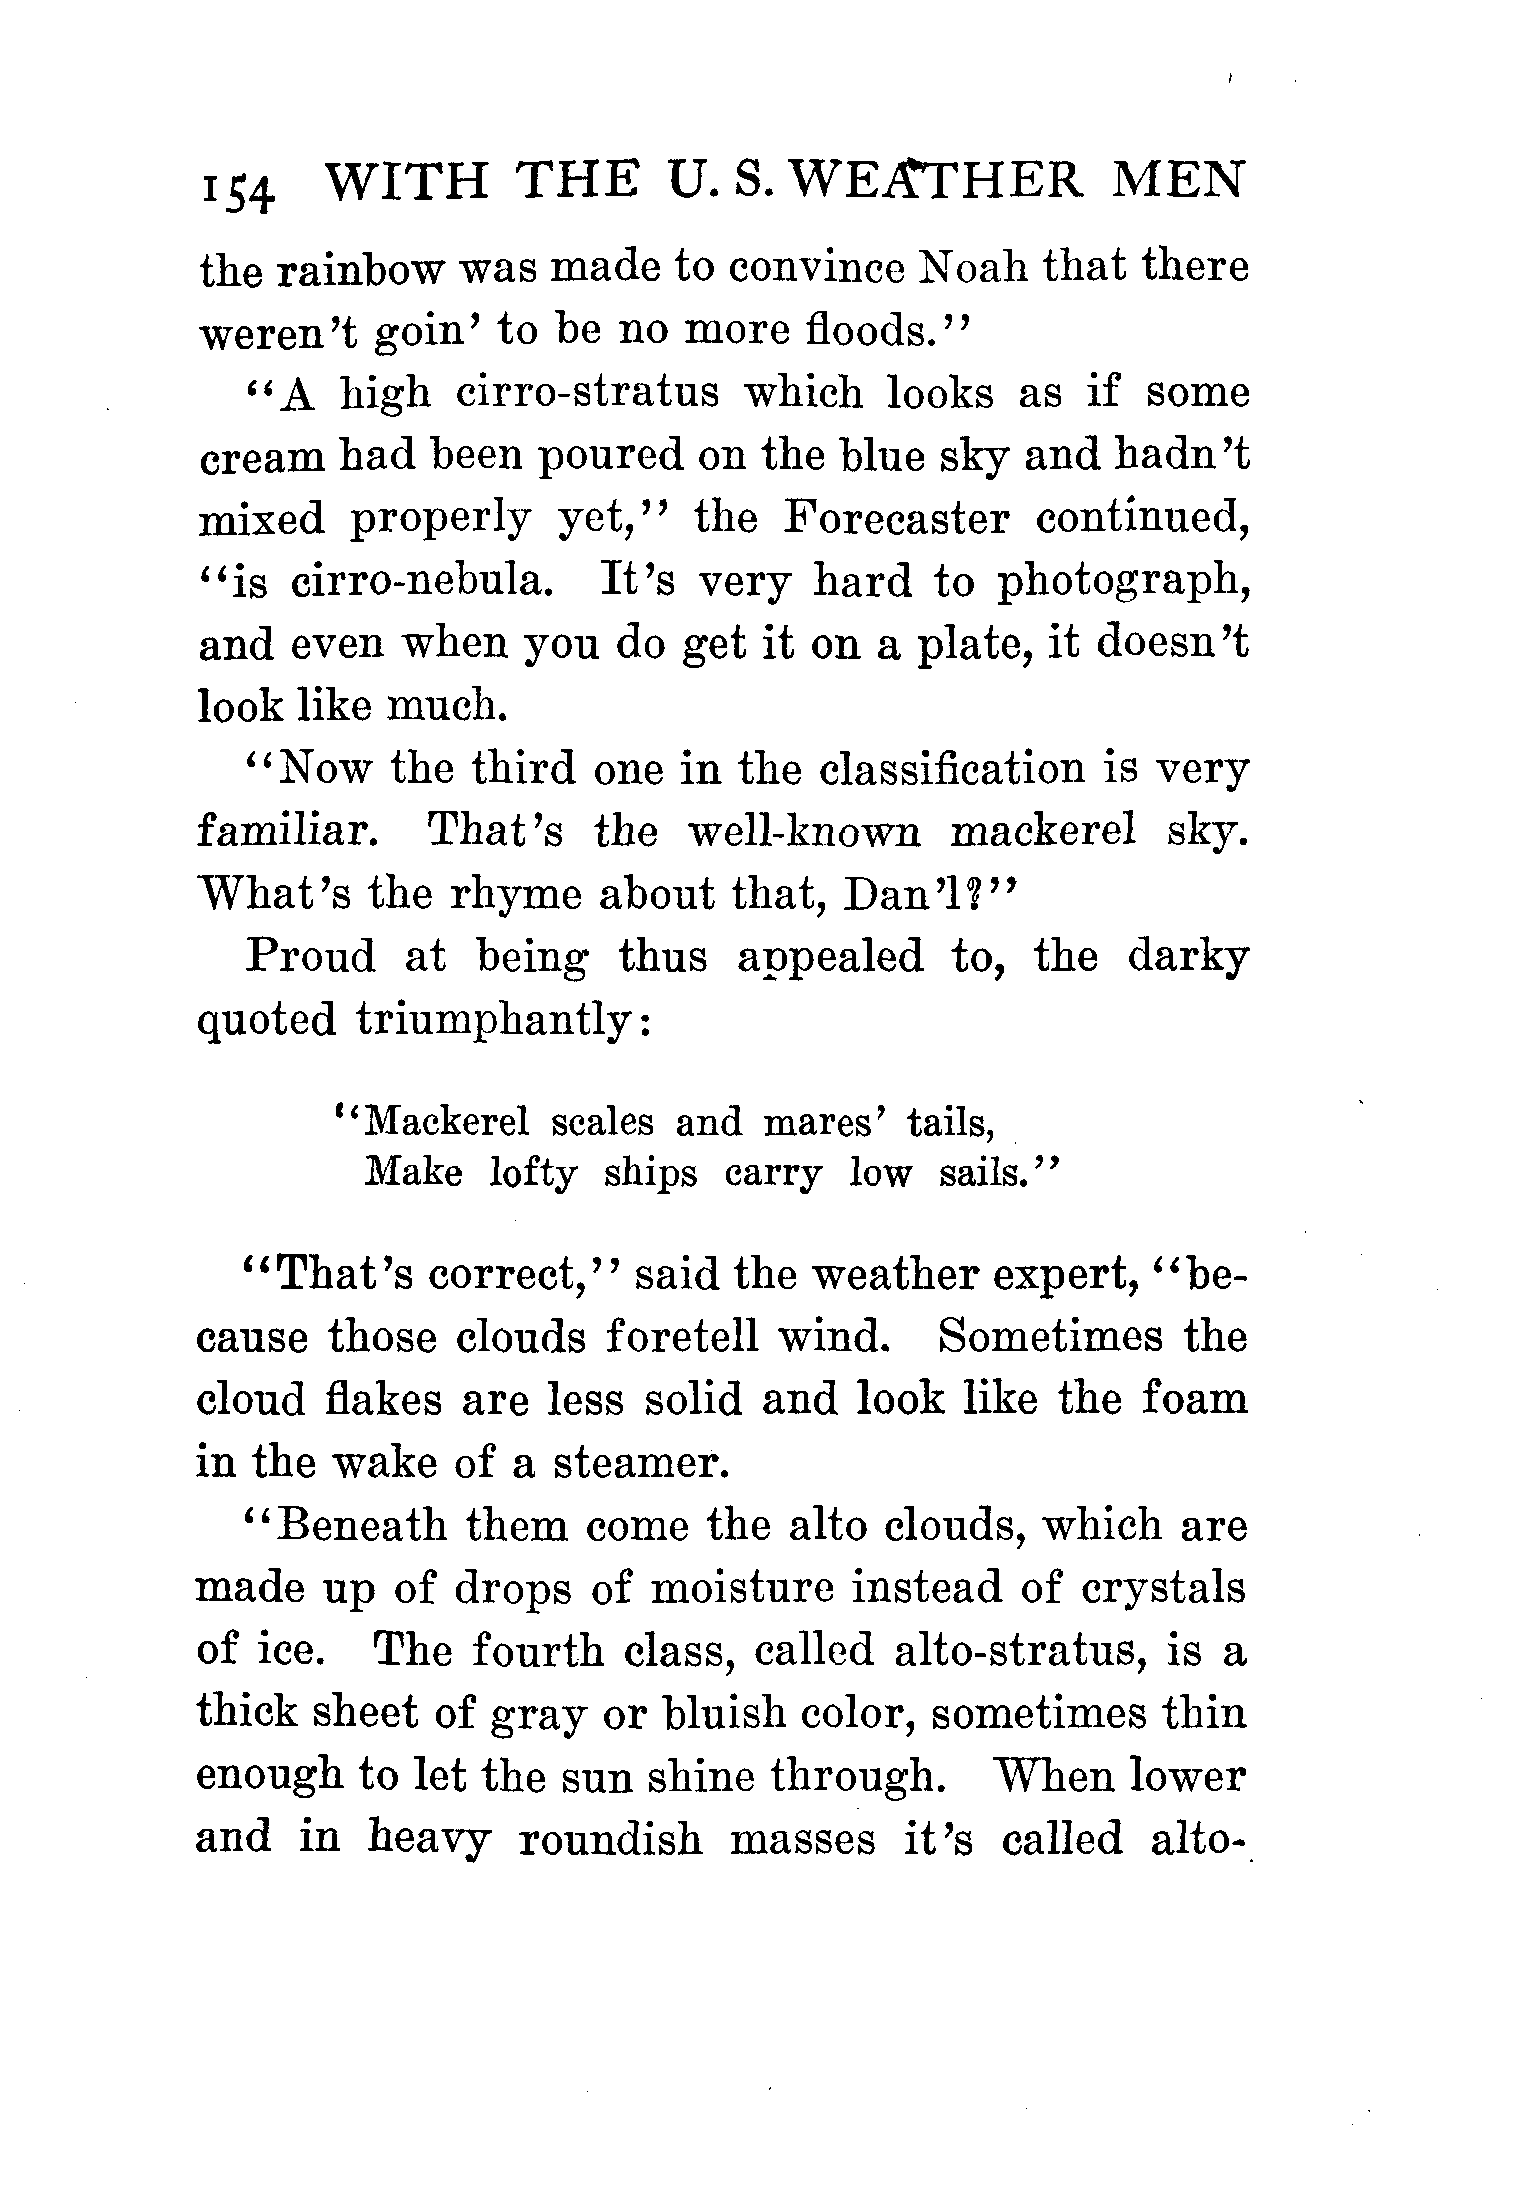 154 WITH THE U. S. WEATHER MEN
the rainbow was made to convince Noah that there
weren't goin' to be no more floods."
"A high cirro-stratus which looks as if some
cream had been poured on the blue sky and hadn't
mixed properly yet," the Forecaster continued,
"is cirro-nebula. It's very hard to photograph,
and even when you do get it on a plate, it doesn't
look like much.
"Now the third one in the classification is very
familiar. That's the well-known mackerel sky.
What's the rhyme about that, Dan'l?"
Proud at being thus appealed to, the darky
quoted triumphantly:
"Mackerel scales and mares' tails,
Make lofty ships carry low sails."
"That's correct," said the weather expert, "be-
cause those clouds foretell wind. Sometimes the
cloud flakes are less solid and look like the foam
in the wake of a steamer.
"Beneath them come the alto clouds, which are
made up of drops of moisture instead of crystals
of ice. The fourth class, called alto-stratus, is a
thick sheet of gray or bluish color, sometimes thin
enough to let the sun shine through. When lower
and in heavy roundish masses it's called alto-